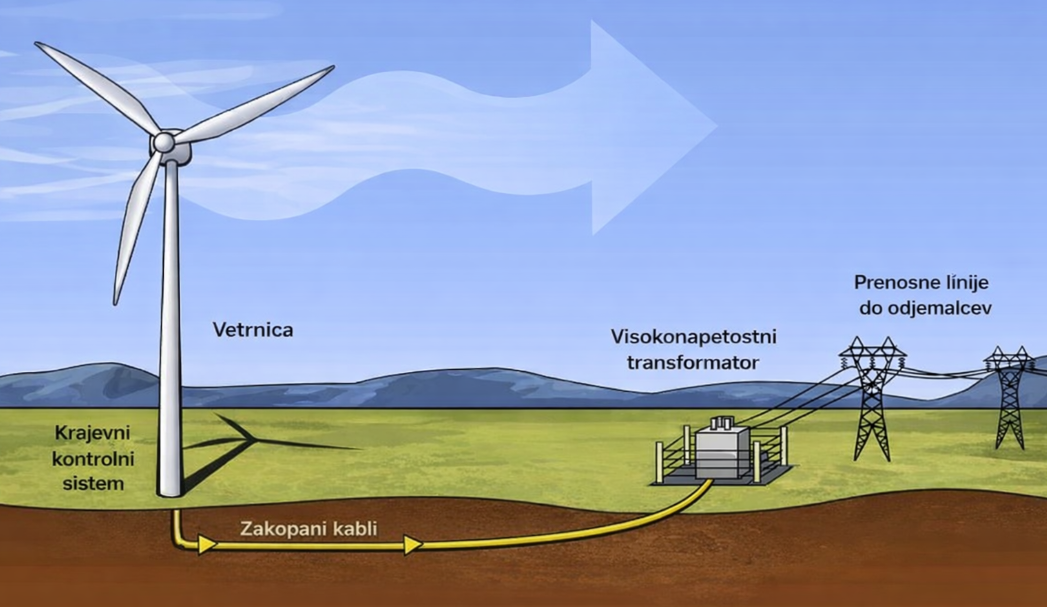 Prenosne línije
do odjemalcev
Vetrnica
Visokonapetostni
transformator
Krajevni
kontrolni
sistem
Zakopani kabli